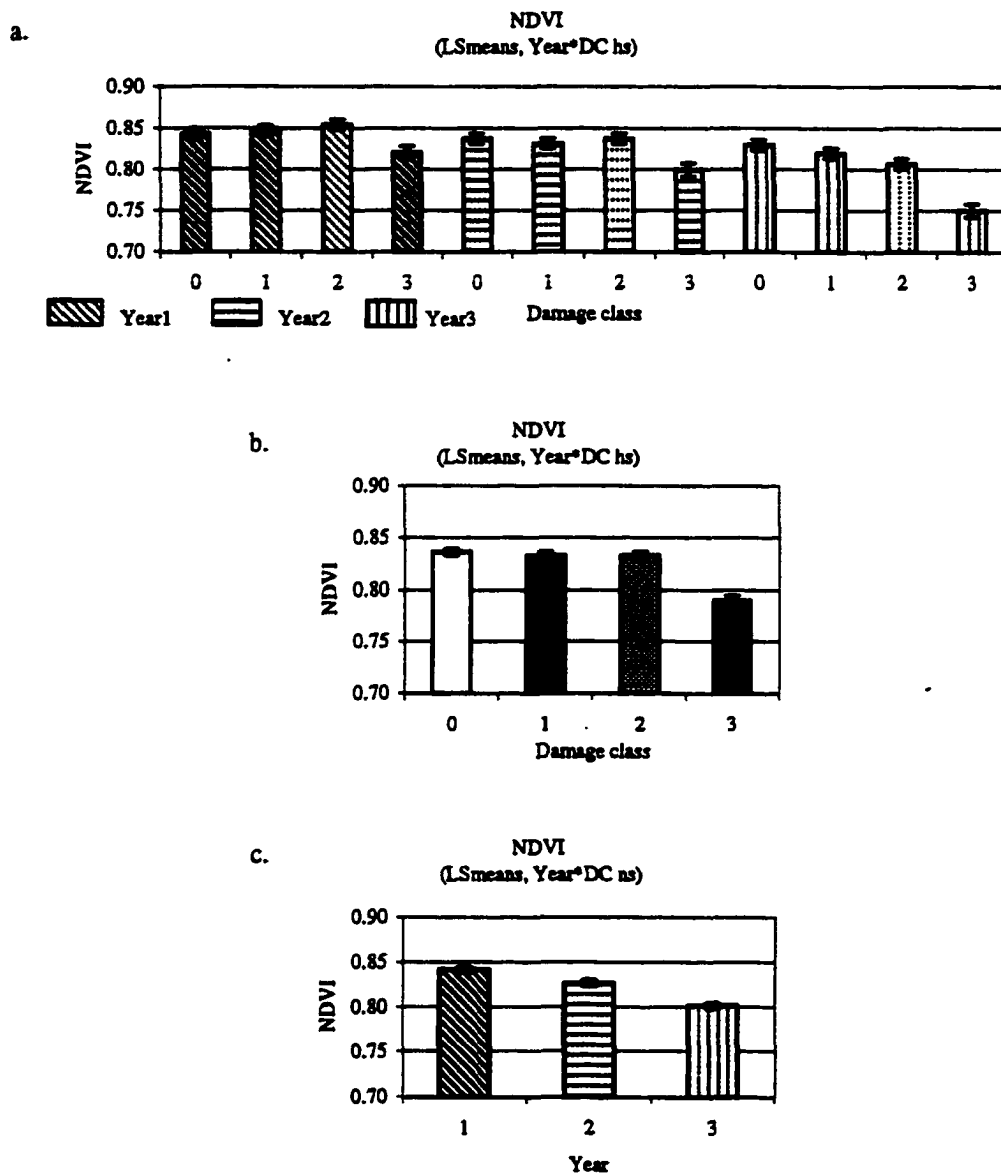 a.
NDVI
(LSmeans, Year*DC hs)
NDVI
0.90
0.85
0.80
0.75
0.70
0 1 2 3 0 1 2 3 0 1 2 3
Year1 Year2 Year3 Damage class
b.
NDVI
(LSmeans, Year*DC hs)
NDVI
0.90
0.85
0.80
0.75
0.70
0 1 2 3
Damage class
c.
NDVI
(LSmeans, Year*DC ns)
NDVI
0.90
0.85
0.80
0.75
0.70
1 2 3
Year